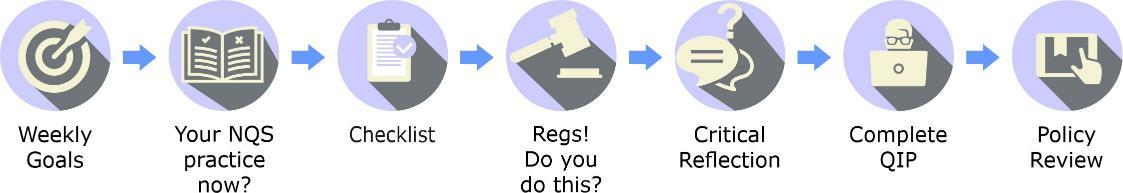 Weekly
Goals
Your NQS
practice
now?
Checklist
Regs!
Do you
do this?
Critical
Reflection
Complete
QIP
Policy
Review